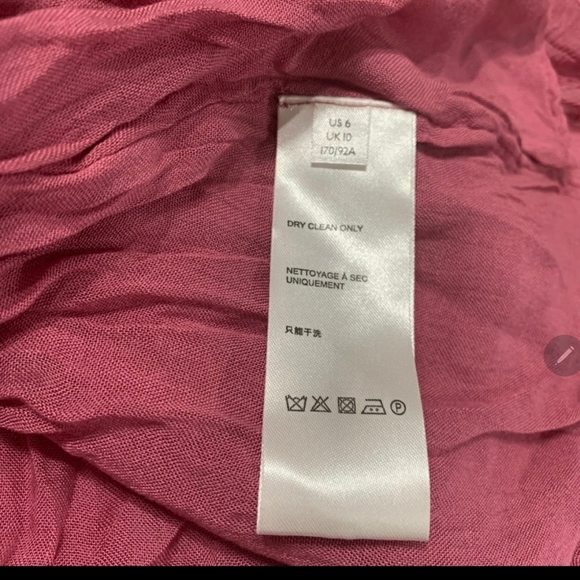 US 6
UK 10
170/92A
DRY CLEAN ONLY
NETTOYAGE À SEC
UNIQUEMENT
只能干洗
P